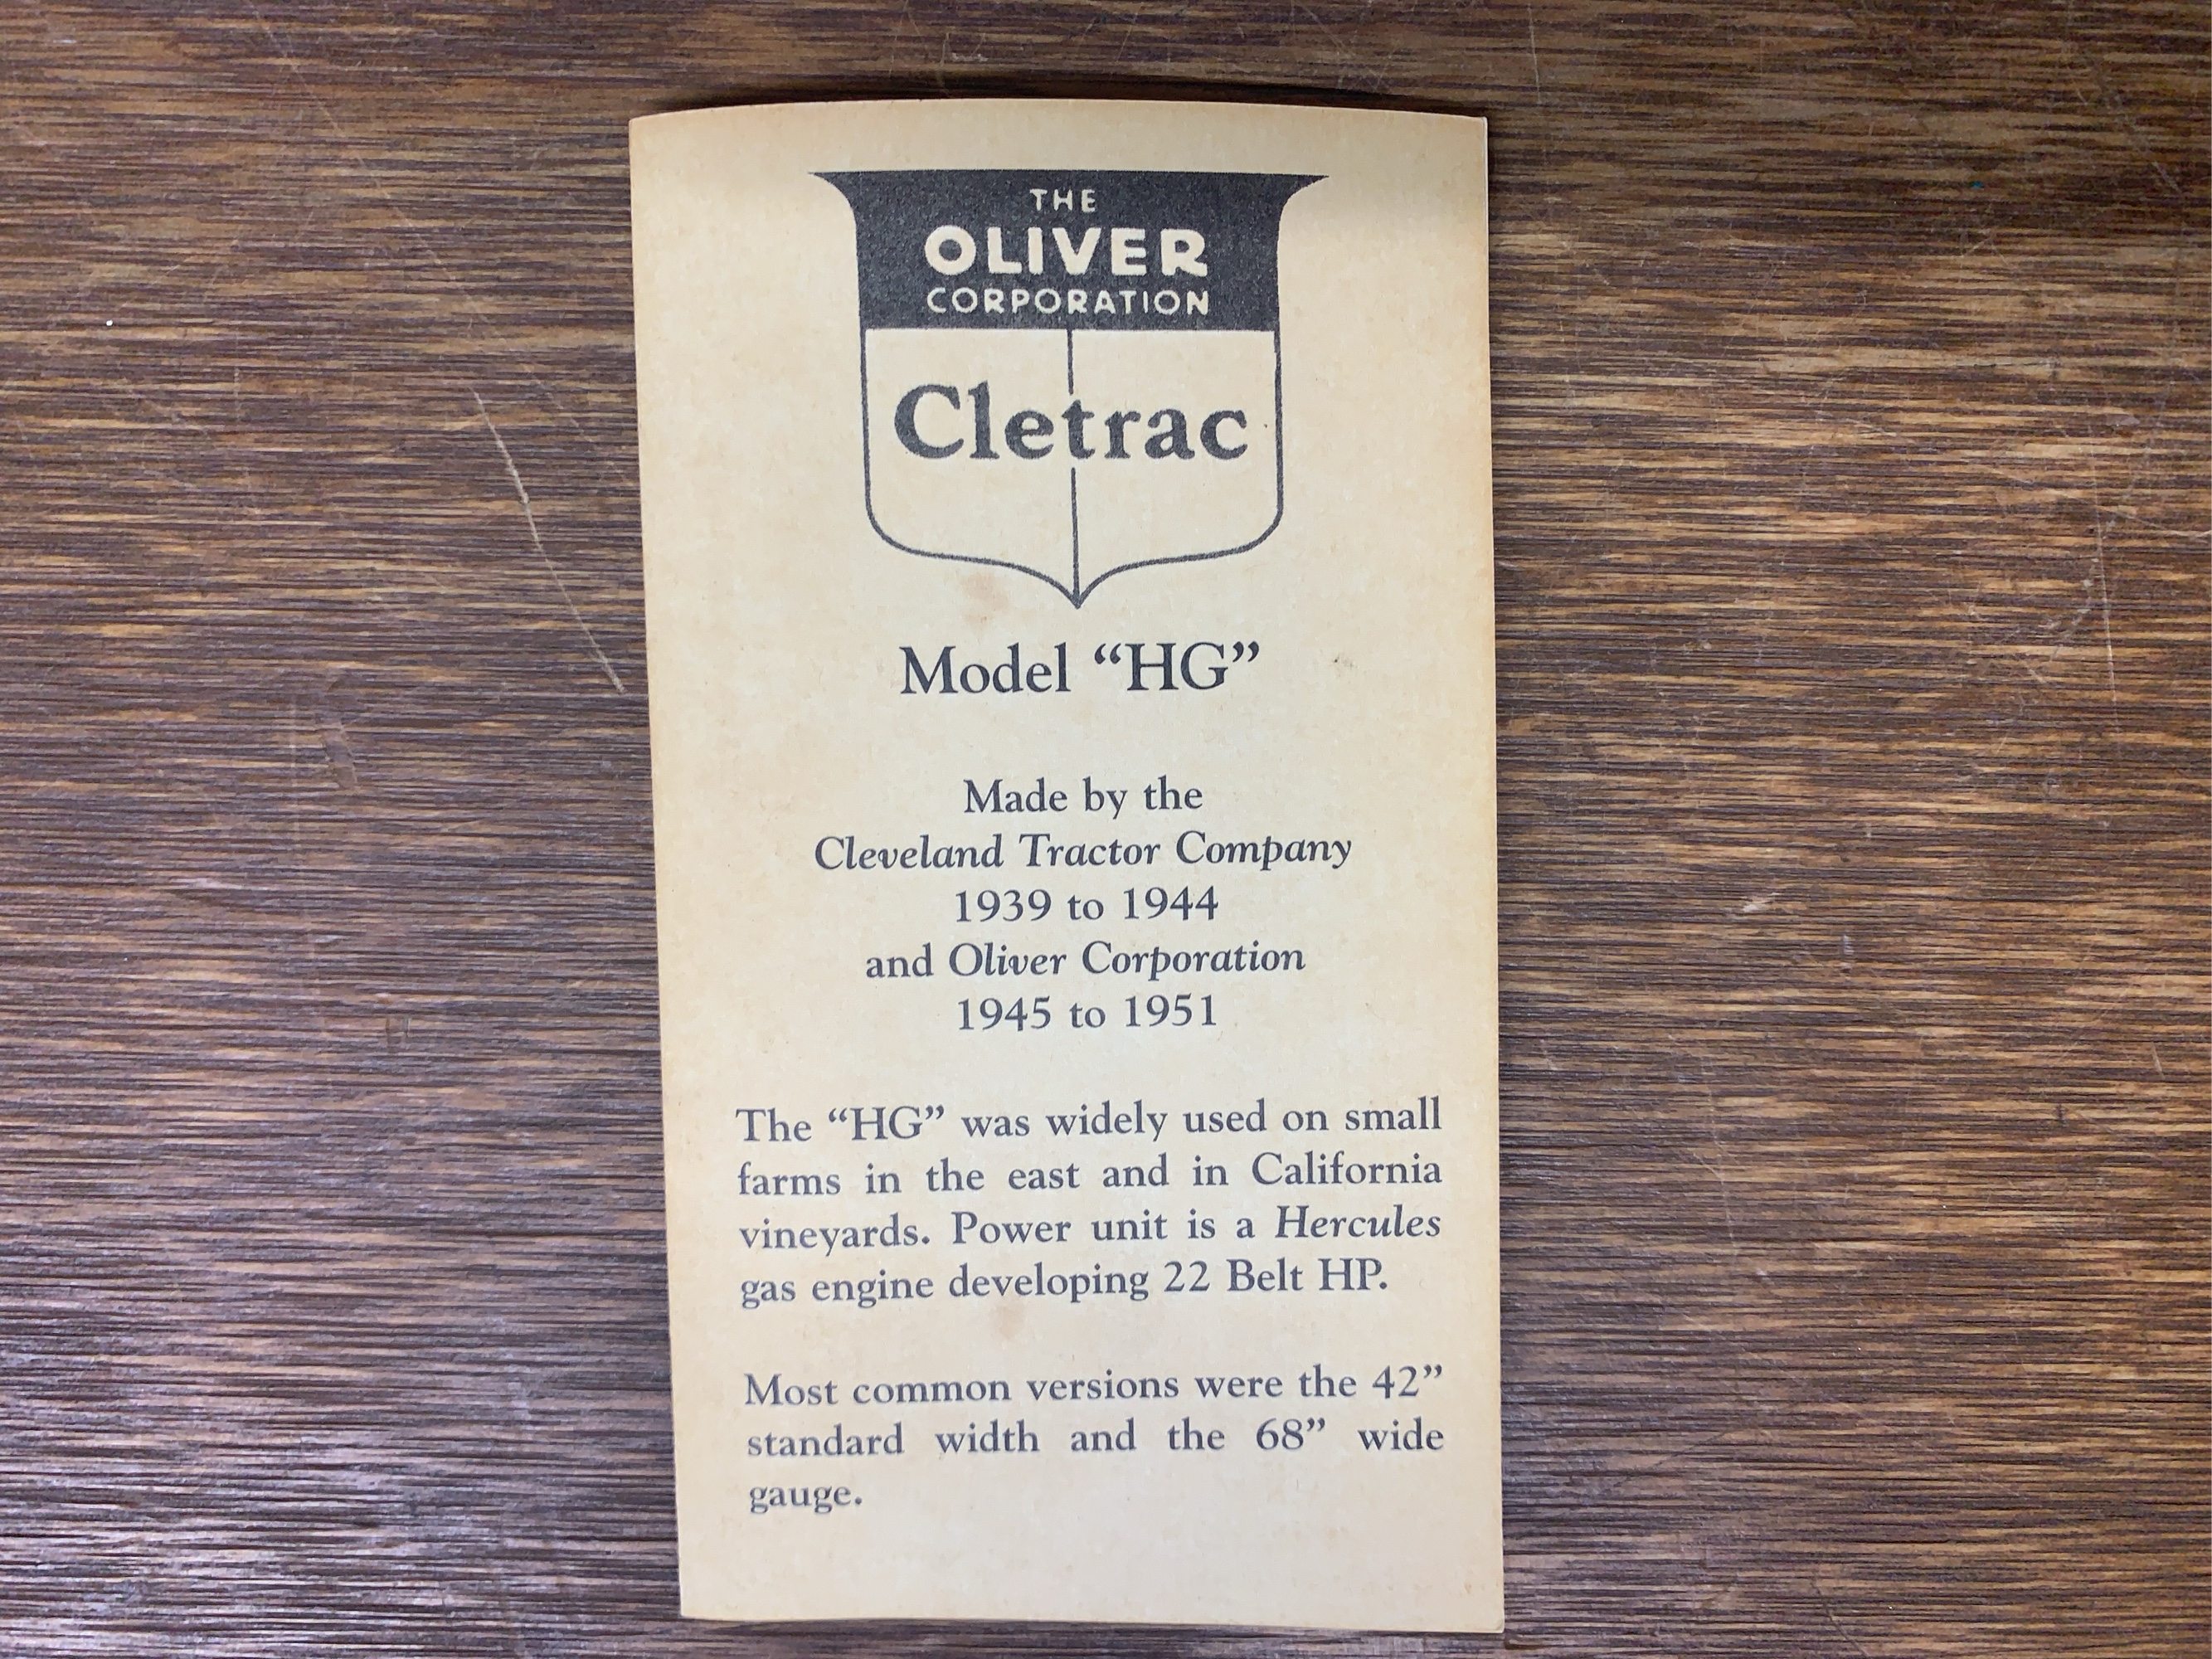 THE
OLIVER
CORPORATION
Cletrac
Model “HG”
Made by the
Cleveland Tractor Company
1939 to 1944
and Oliver Corporation
1945 to 1951
The “HG” was widely used on small
farms in the east and in California
vineyards. Power unit is a Hercules
gas engine developing 22 Belt HP.
Most common versions were the 42”
standard width and the 68” wide
gauge.